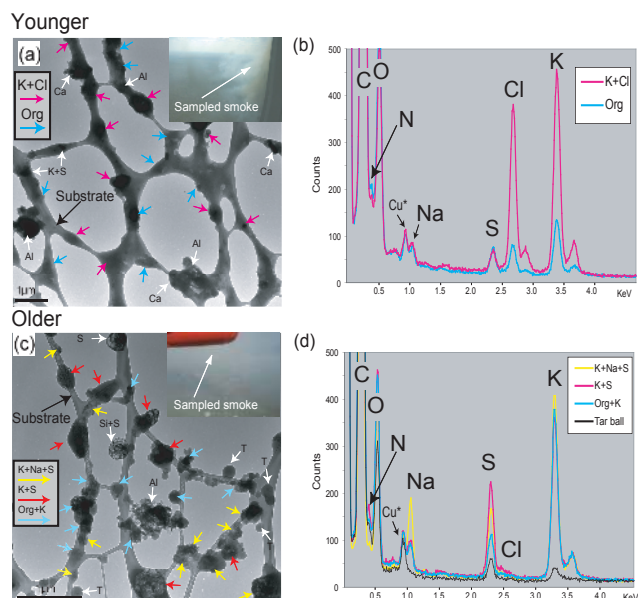 Younger
(a)
K+Cl
Org
Ca
Al
Sampled smoke
K+S
Substrate
Ca
Al
Al
Ca
1µm
(b)
C
O
N
Cl
K
Cu*
Na
S
K+Cl
Org
500
400
300
200
100
0
Counts
0.5 1.0 1.5 2.0 2.5 3.0 3.5 4.0
KeV
Older
(c)
S
Sampled smoke
Substrate
Si+S
T
T
Al
T
K+Na+S
K+S
Org+K
T
(d)
C
O
N
Na
Cu*
S
Cl
K
K+Na+S
K+S
Org+K
Tar ball
500
400
300
200
100
0
Counts
0.5 1.0 1.5 2.0 2.5 3.0 3.5 4.0
KeV